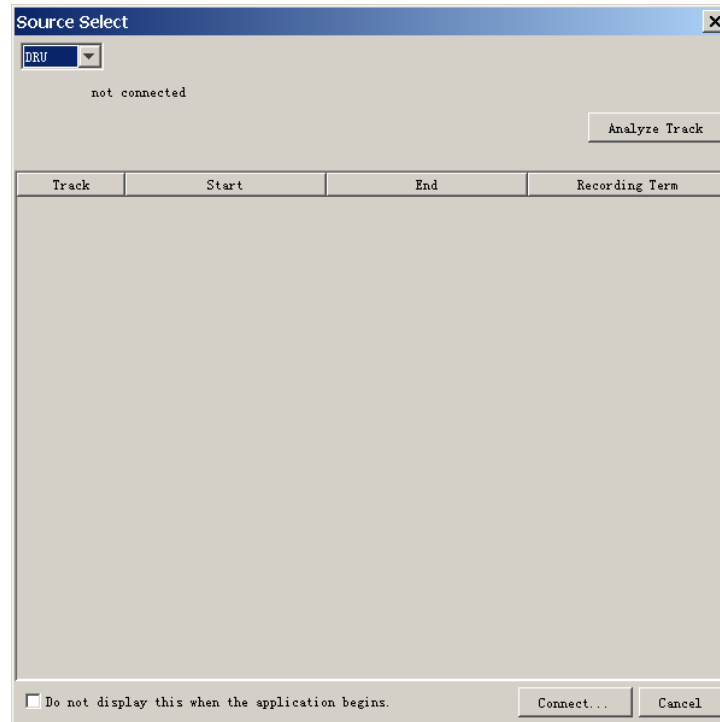 Source Select
DRU
not connected
Analyze Track
Track Start End Recording Term
Do not display this when the application begins. Connect... Cancel